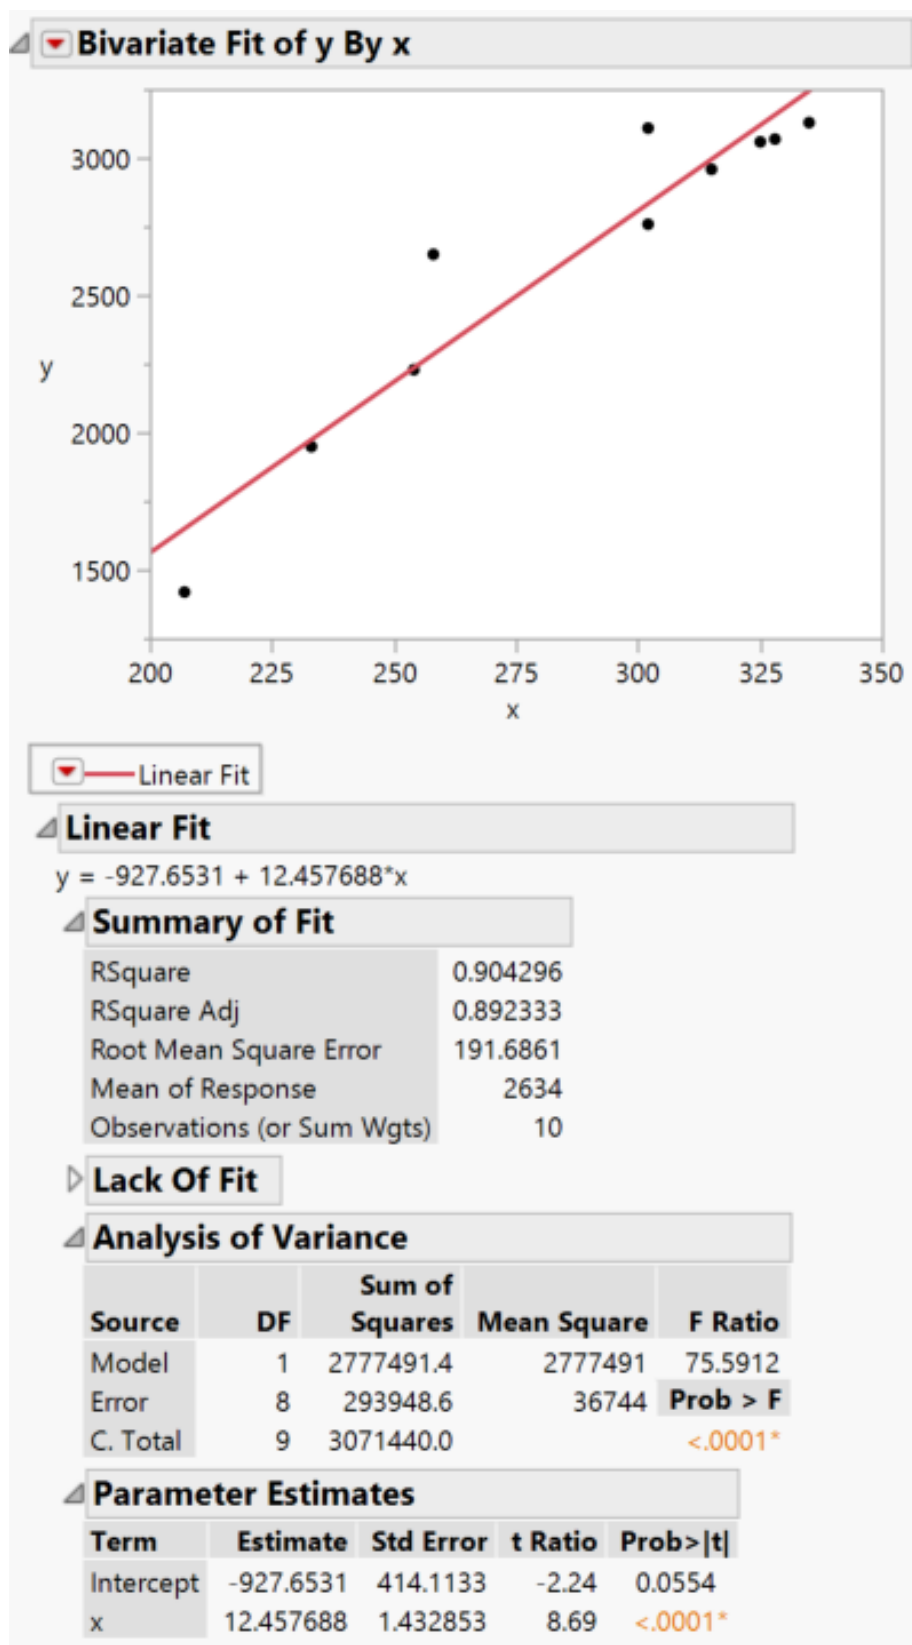 Bivariate Fit of y By x
3000
2500
y
2000
1500
200 225 250 275 300 325 350
x
Linear Fit
Linear Fit
y = -927.6531 + 12.457688*x
Summary of Fit
RSquare 0.904296
RSquare Adj 0.892333
Root Mean Square Error 191.6861
Mean of Response 2634
Observations (or Sum Wgts) 10
Lack Of Fit
Analysis of Variance
Sum of
Source DF Squares Mean Square F Ratio
Model 1 2777491.4 2777491 75.5912
Error 8 293948.6 36744 Prob > F
C. Total 9 3071440.0 <.0001*
Parameter Estimates
Term Estimate Std Error t Ratio Prob>|t|
Intercept -927.6531 414.1133 -2.24 0.0554
x 12.457688 1.432853 8.69 <.0001*